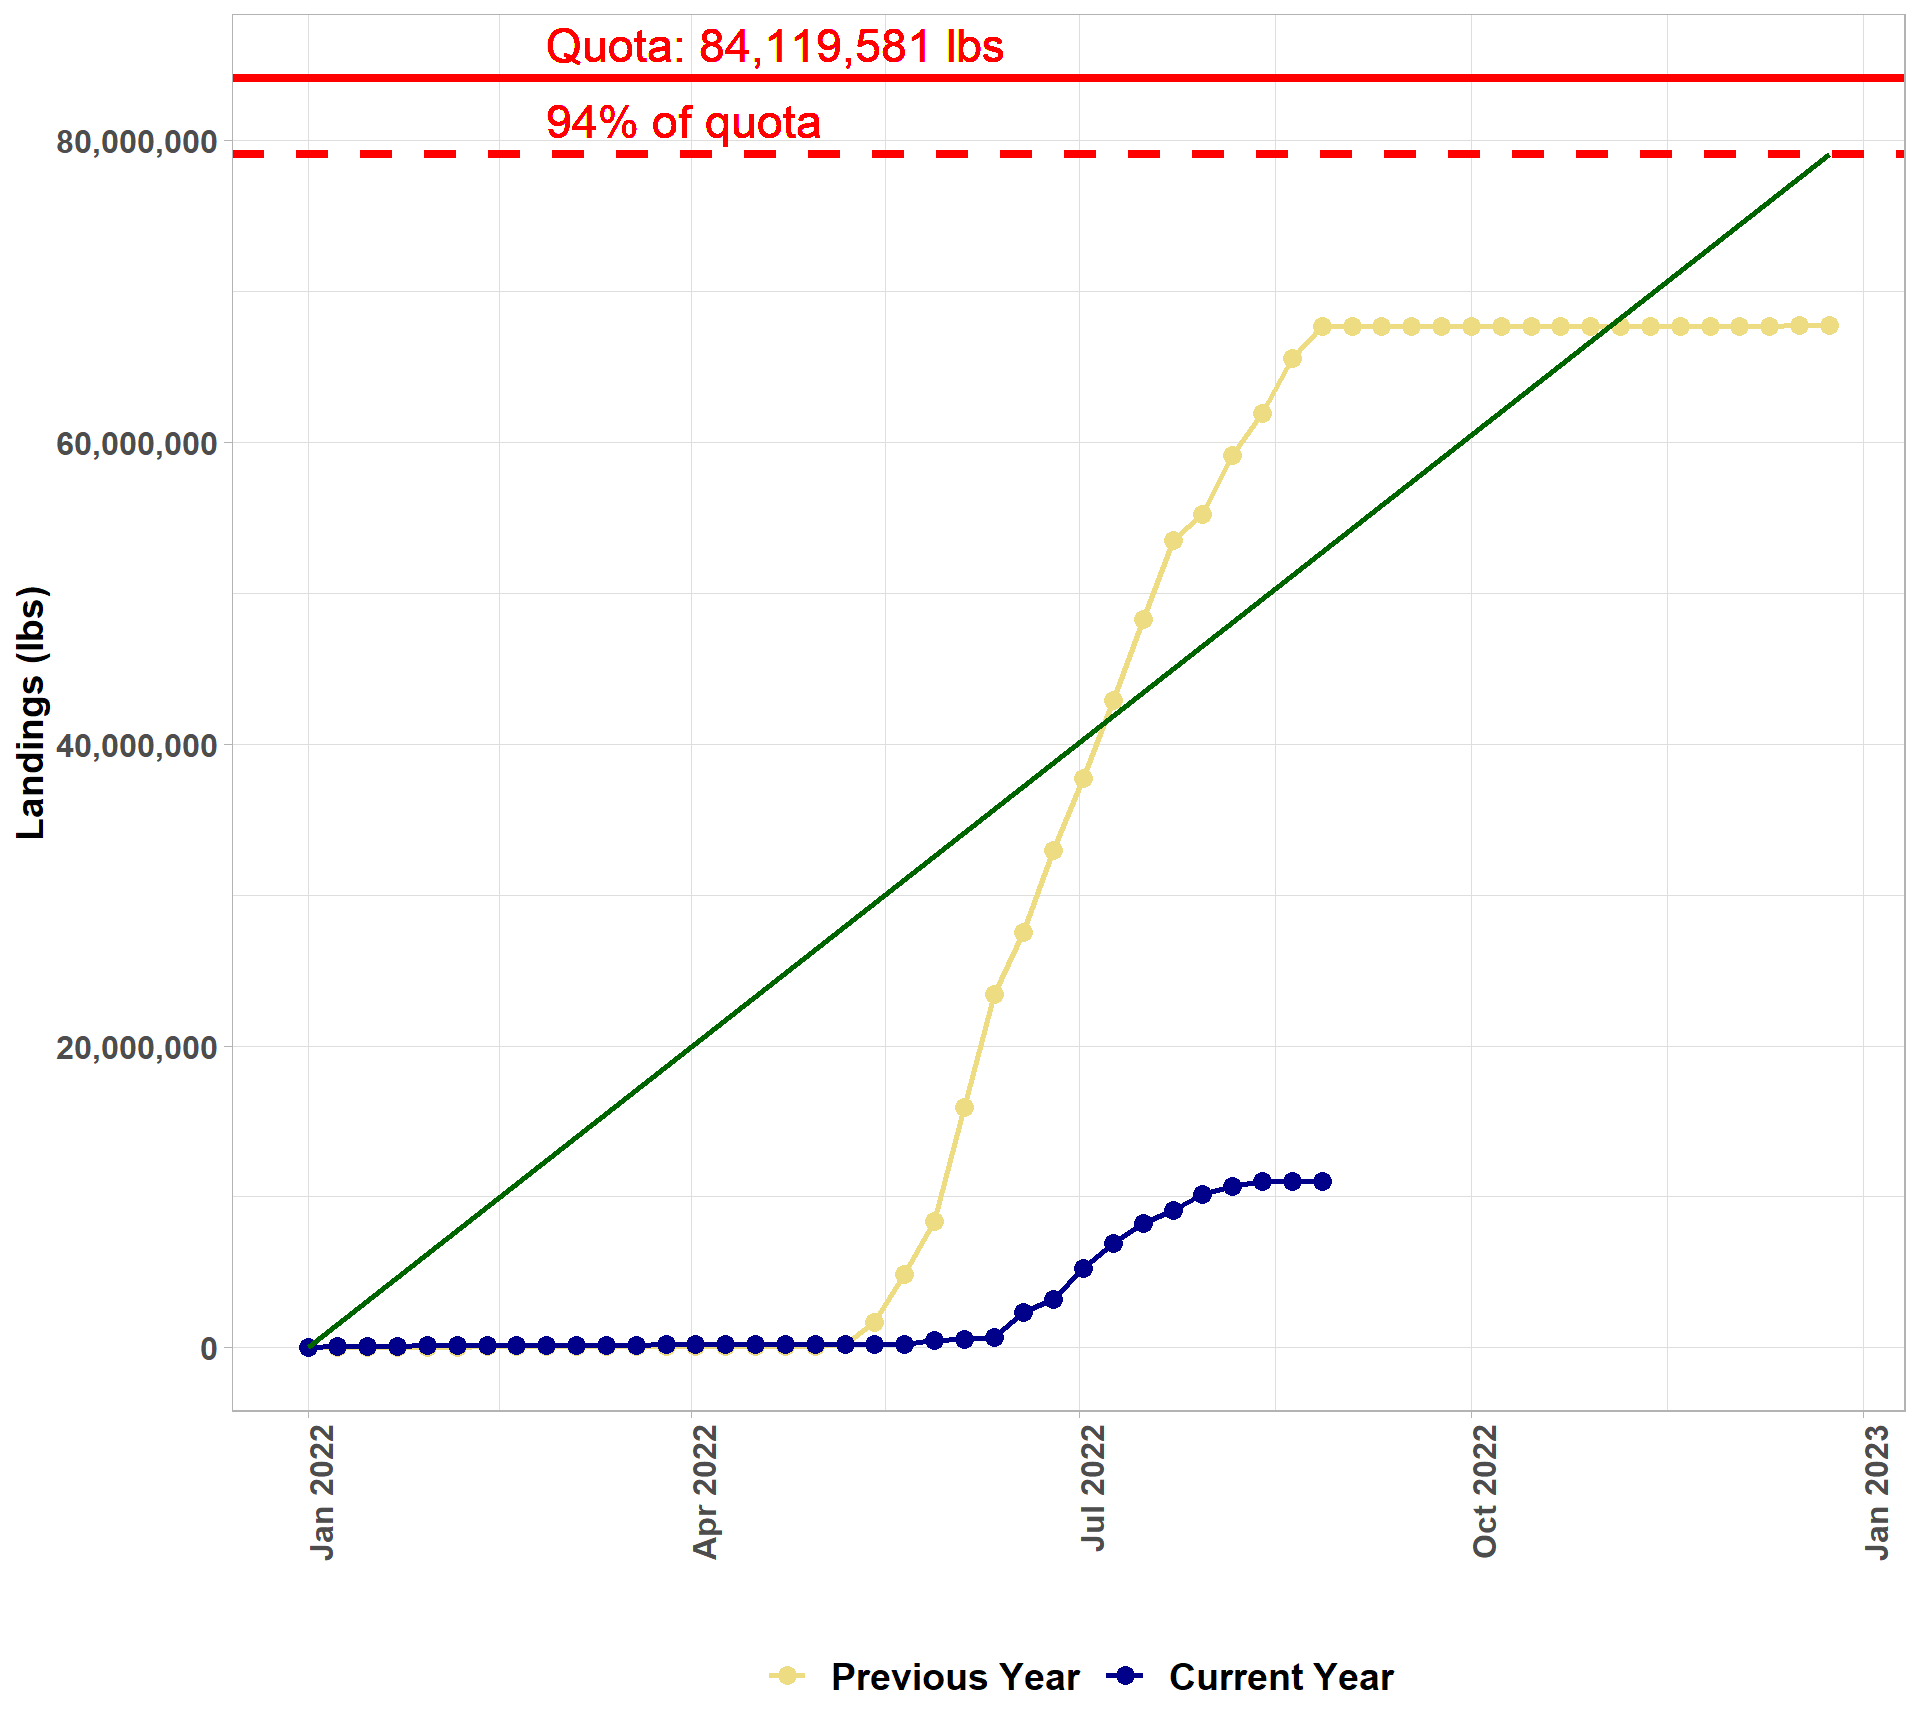 Quota: 84,119,581 lbs
94% of quota
80,000,000
60,000,000
40,000,000
20,000,000
0
Landings (lbs)
Jan 2022
Apr 2022
Jul 2022
Oct 2022
Jan 2023
Previous Year
Current Year